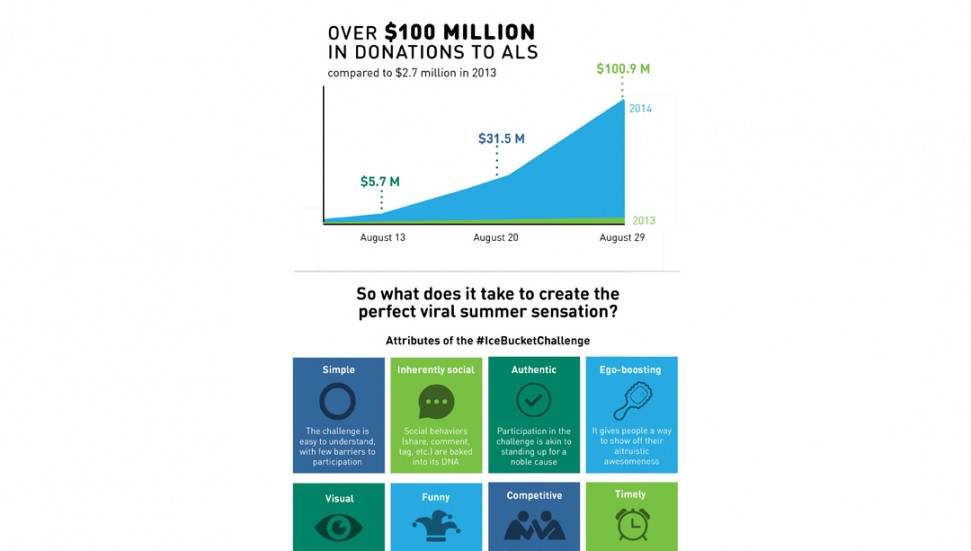 OVER $100 MILLION
IN DONATIONS TO ALS
compared to $2.7 million in 2013
$100.9 M
2014
$31.5 M
$5.7 M
2013
August 13
August 20
August 29
So what does it take to create the
perfect viral summer sensation?
Attributes of the #IceBucketChallenge
Simple
The challenge is
easy to understand,
with few barriers to
participation
Inherently social
Social behaviors
(share, comment,
tag, etc.) are baked
into its DNA
Authentic
Participation in the
challenge is akin to
standing up for a
noble cause
Ego-boosting
It gives people a way
to show off their
altruistic
awesomeness
Visual
Funny
Competitive
Timely